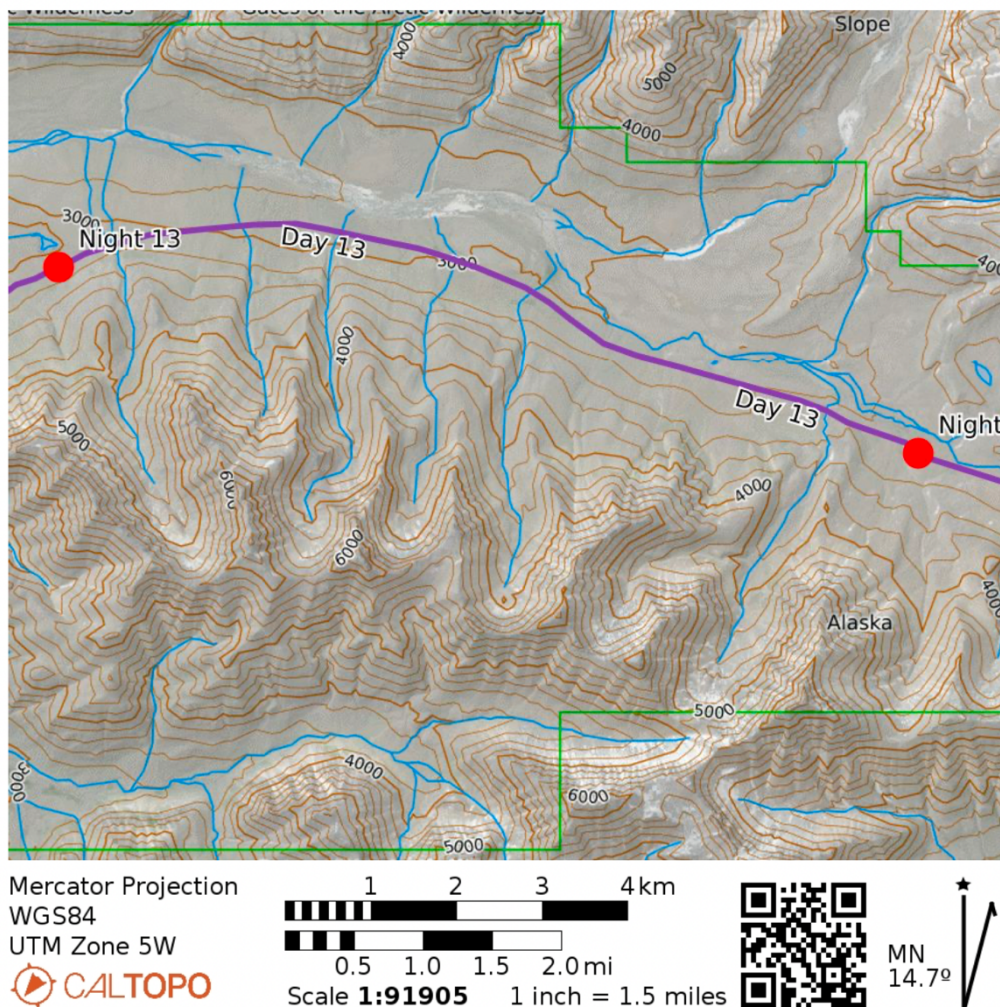 Wilderness
Gates of the Arctic Wilderness
Slope
4000
5000
4000
3000
Night 13
Day 13
3000
400
4000
Day 13
Night
5000
6000
4000
6000
4000
Alaska
5000
3000
4000
6000
5000
Mercator Projection
WGS84
UTM Zone 5W
CALTOPO
1 2 3 4 km
0.5 1.0 1.5 2.0 mi
Scale 1:91905 1 inch = 1.5 miles
MN
14.7º